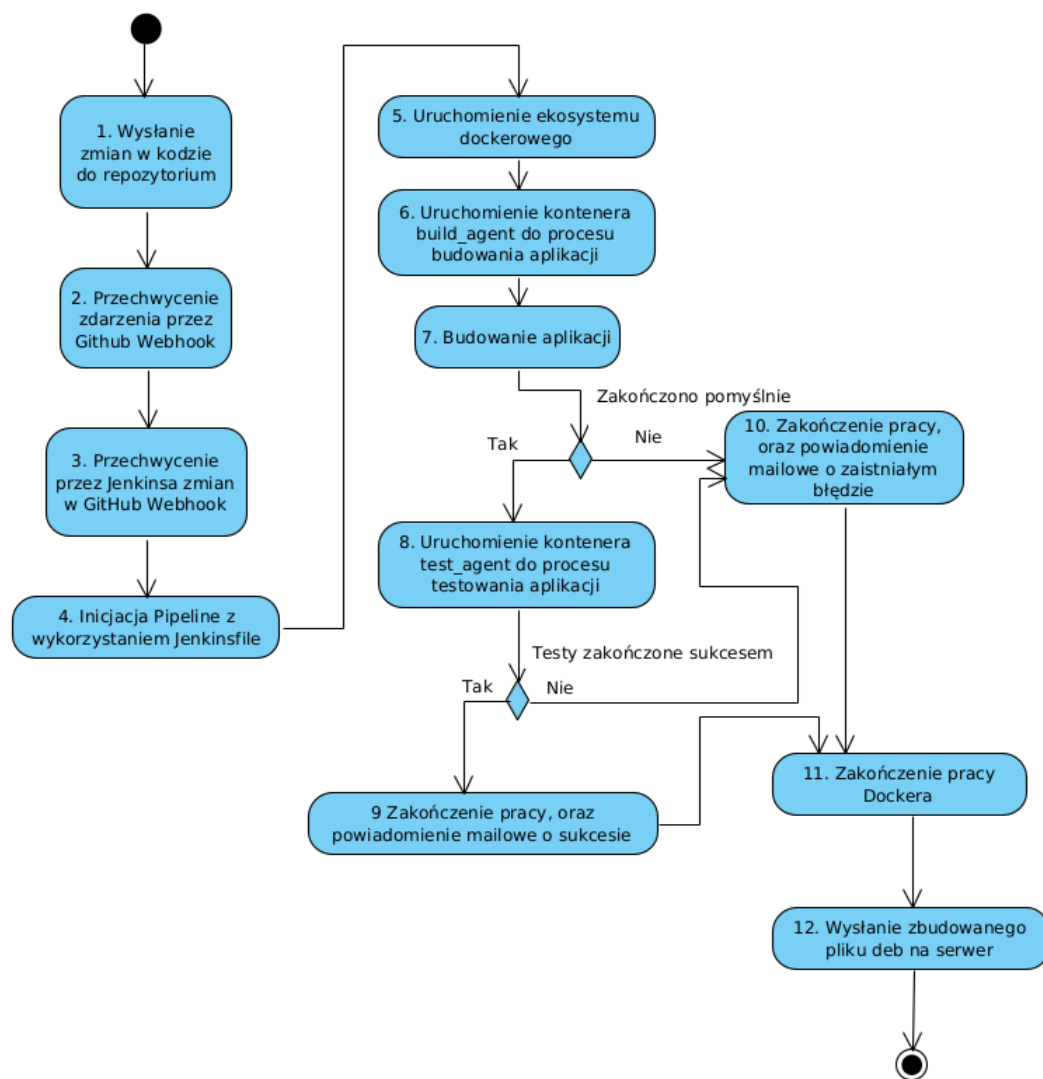 1. Wysłanie
zmian w kodzie
do repozytorium
2. Przechwycenie
zdarzenia przez
Github Webhook
3. Przechwycenie
przez Jenkinsa zmian
w GitHub Webhook
4. Inicjacja Pipeline z
wykorzystaniem Jenkinsfile
5. Uruchomienie ekosystemu
dockerowego
6. Uruchomienie kontenera
build_agent do procesu
budowania aplikacji
7. Budowanie aplikacji
Zakończono pomyślnie
Tak
Nie
8. Uruchomienie kontenera
test_agent do procesu
testowania aplikacji
Testy zakończone sukcesem
Tak
Nie
9 Zakończenie pracy, oraz
powiadomienie mailowe o sukcesie
10. Zakończenie pracy,
oraz powiadomienie
mailowe o zaistniałym
błędzie
11. Zakończenie pracy
Dockera
12. Wysłanie zbudowanego
pliku deb na serwer